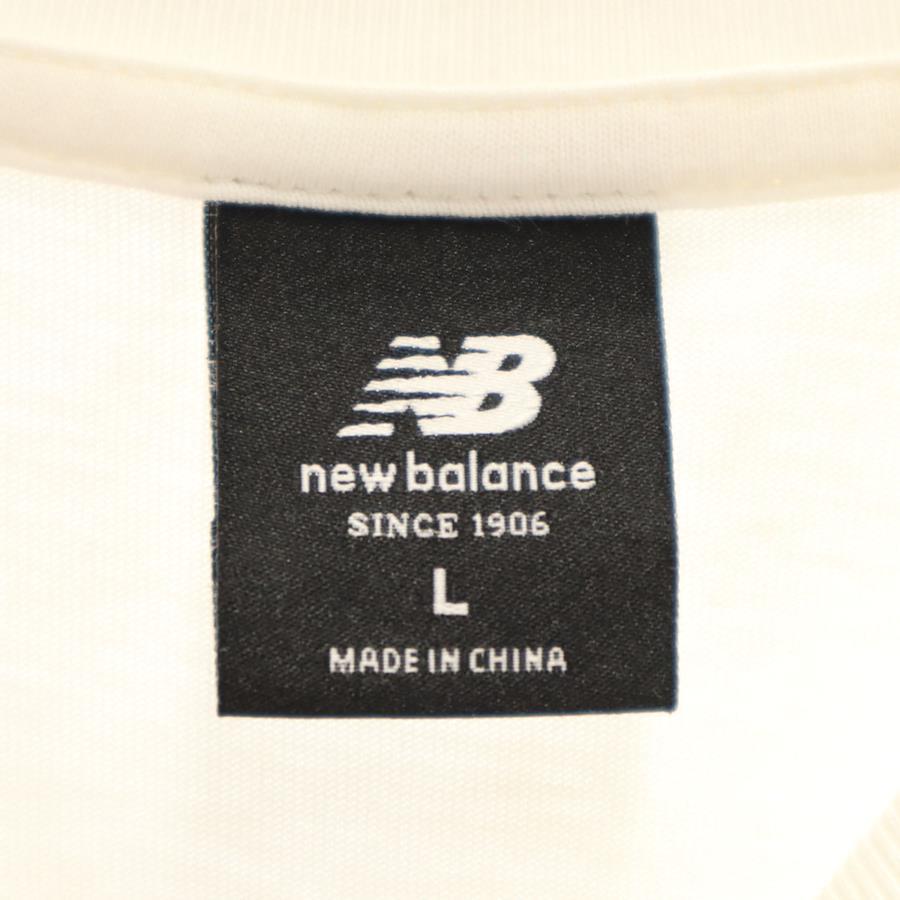 NB
new balance
SINCE 1906
L
MADE IN CHINA